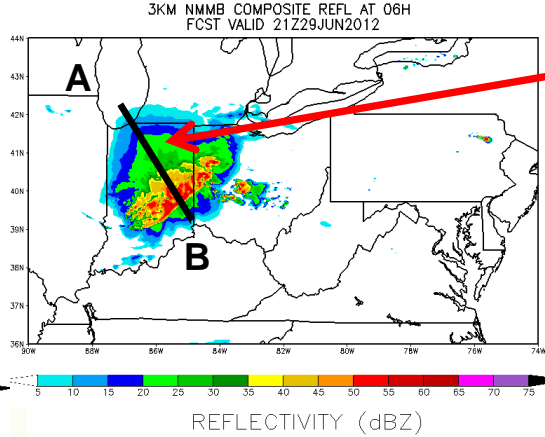 3KM NMMB COMPOSITE REFL AT 06H
FCST VALID 21Z29JUN2012
44N
43N
42N
41N
40N
39N
38N
37N
36N
A
B
90W 88W 86W 84W 82W 80W 78W 76W 74W
5 10 15 20 25 30 35 40 45 50 55 60 65 70 75
REFLECTIVITY (dBZ)